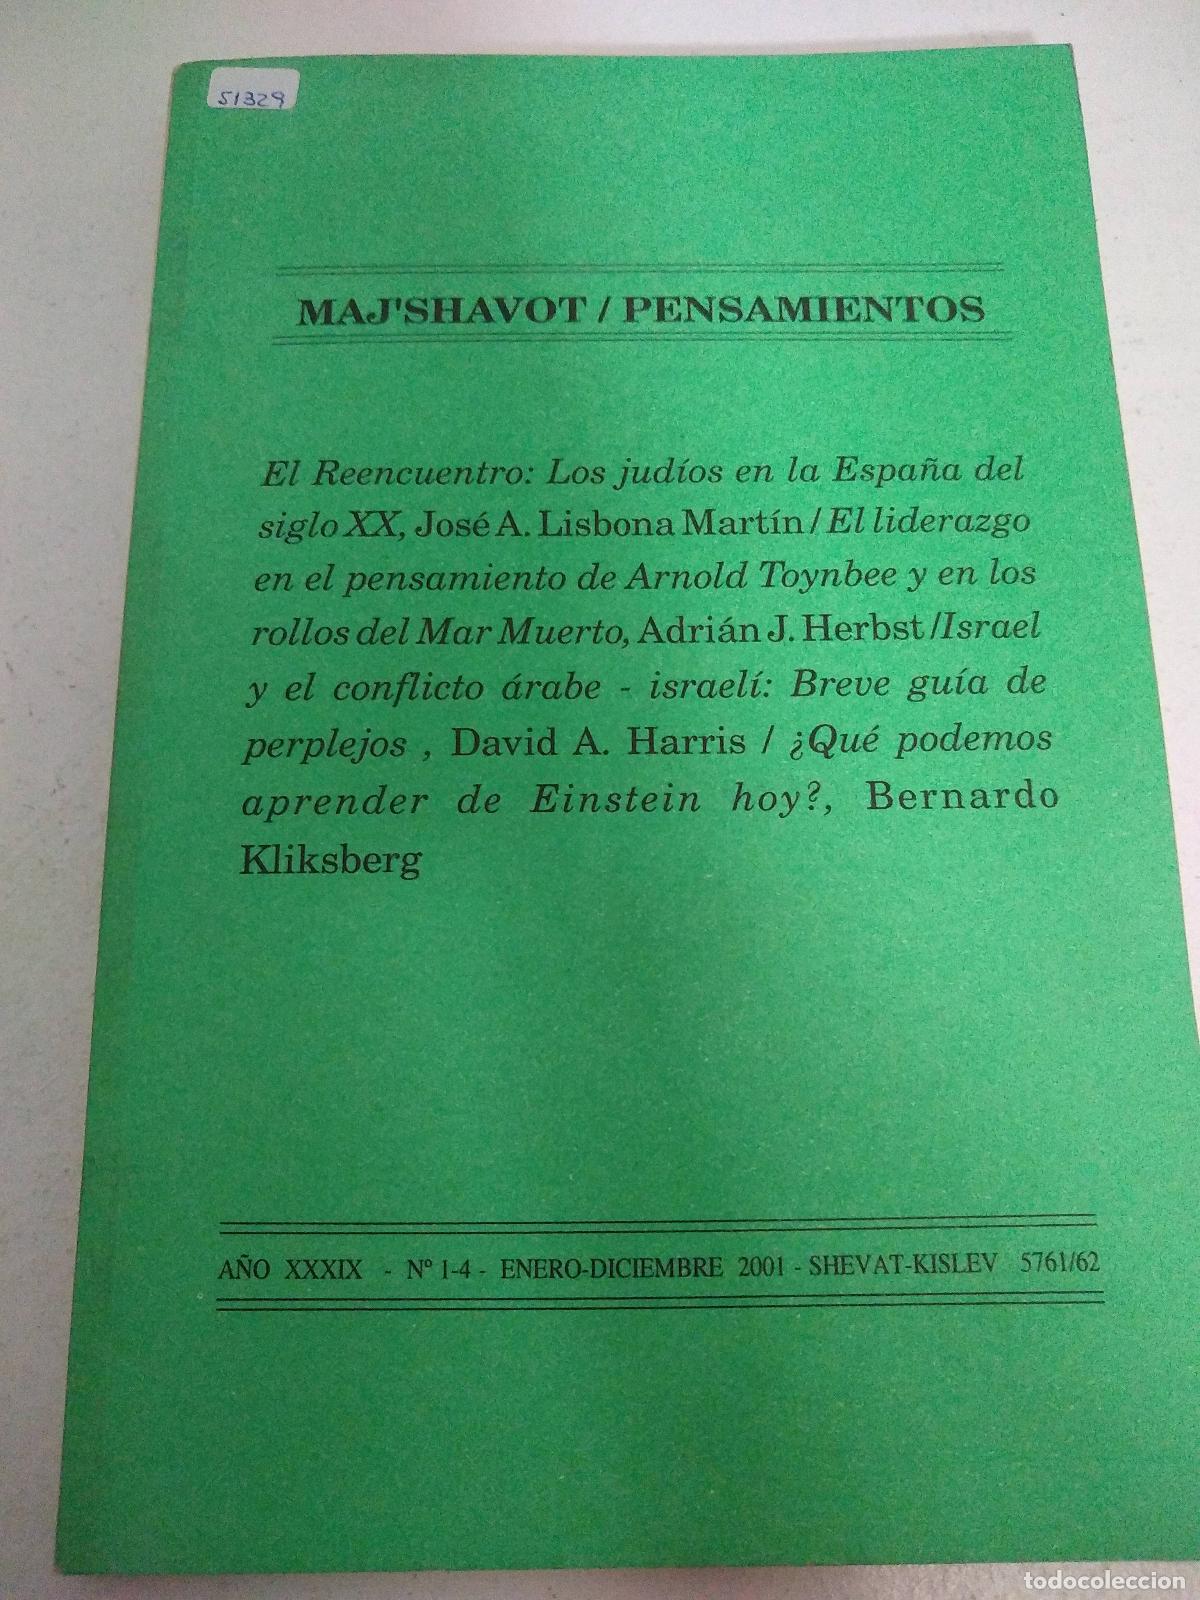 51329
MAJ'SHAVOT / PENSAMIENTOS
El Reencuentro: Los judíos en la España del
siglo XX, José A. Lisbona Martín / El liderazgo
en el pensamiento de Arnold Toynbee y en los
rollos del Mar Muerto, Adrián J. Herbst /Israel
y el conflicto árabe - israelí: Breve guía de
perplejos , David A. Harris / ¿Qué podemos
aprender de Einstein hoy?, Bernardo
Kliksberg
AÑO XXXIX - Nº 1-4 - ENERO-DICIEMBRE 2001 - SHEVAT-KISLEV 5761/62
todocoleccion